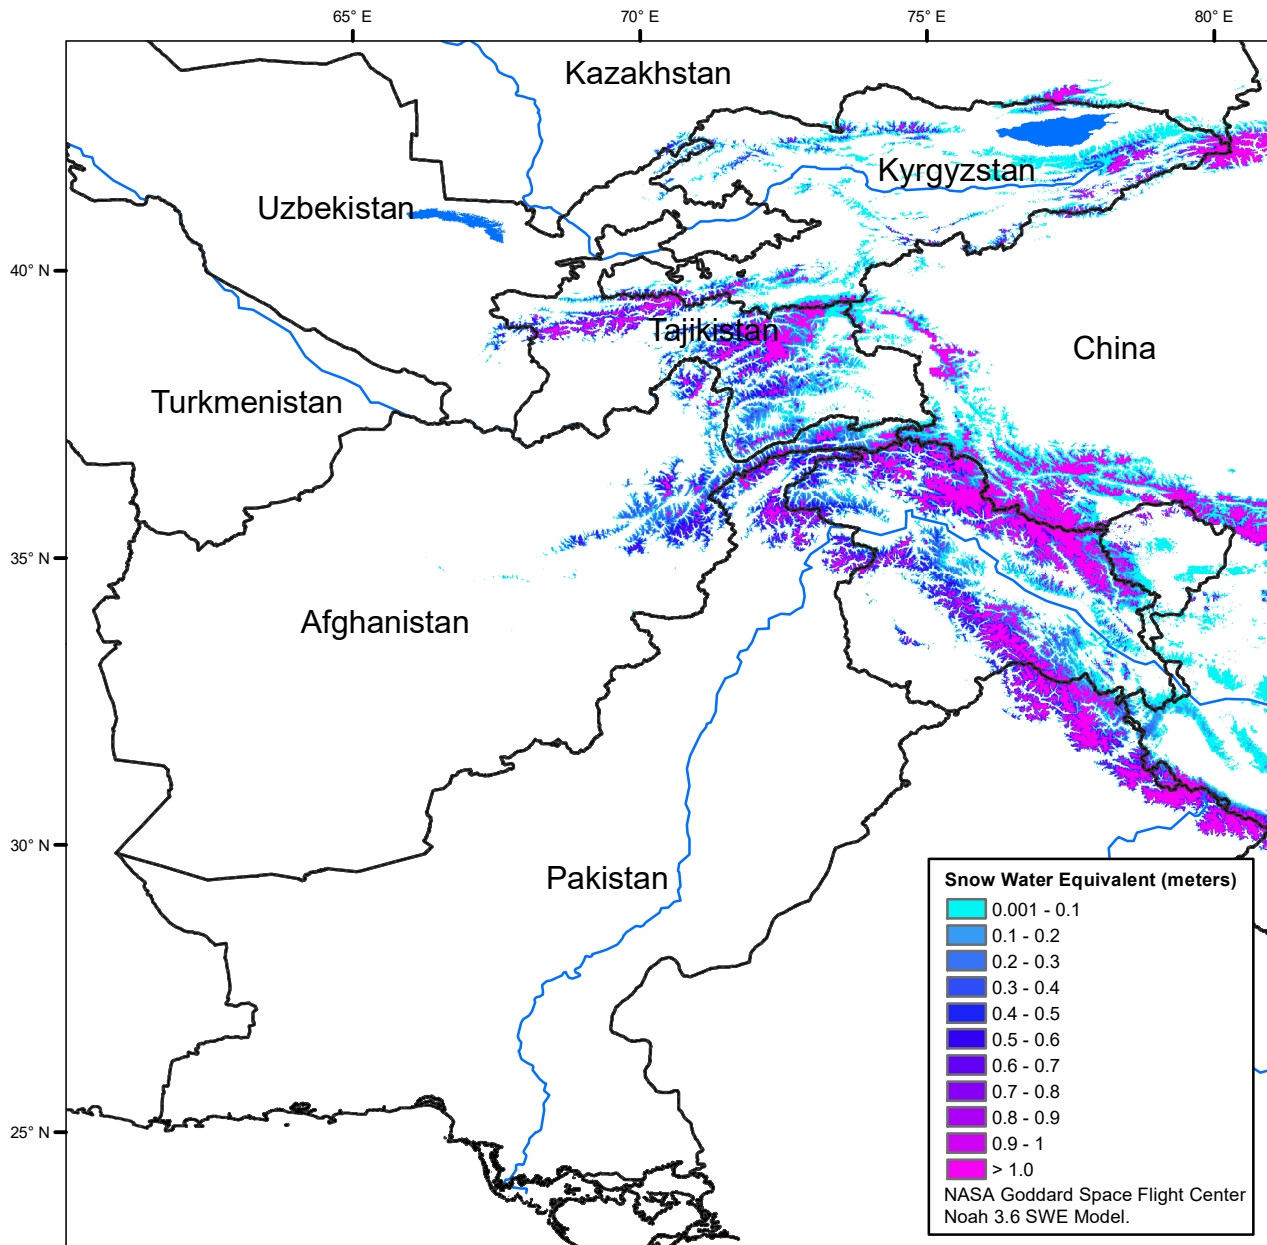 65° E
70° E
75° E
80° E
Kazakhstan
Kyrgyzstan
Uzbekistan
40° N
Tajikistan
China
Turkmenistan
35° N
Afghanistan
30° N
Pakistan
Snow Water Equivalent (meters)
0.001 - 0.1
0.1 - 0.2
0.2 - 0.3
0.3 - 0.4
0.4 - 0.5
0.5 - 0.6
0.6 - 0.7
0.7 - 0.8
0.8 - 0.9
0.9 - 1
> 1.0
25° N
NASA Goddard Space Flight Center
Noah 3.6 SWE Model.